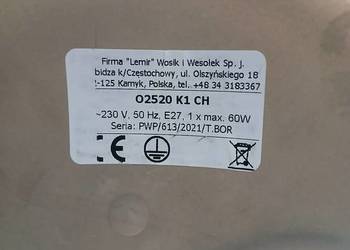 Firma "Lemir" Wosik i Wesołek Sp. j.
bidza k/Częstochowy, ul. Olszyńskiego 18
-125 Kamyk, Polska, tel. +48 34 3183367
O2520 K1 CH
~230 V, 50 Hz, E27, 1 x max. 60W
Seria: PWP/613/2021/T.BOR
CE